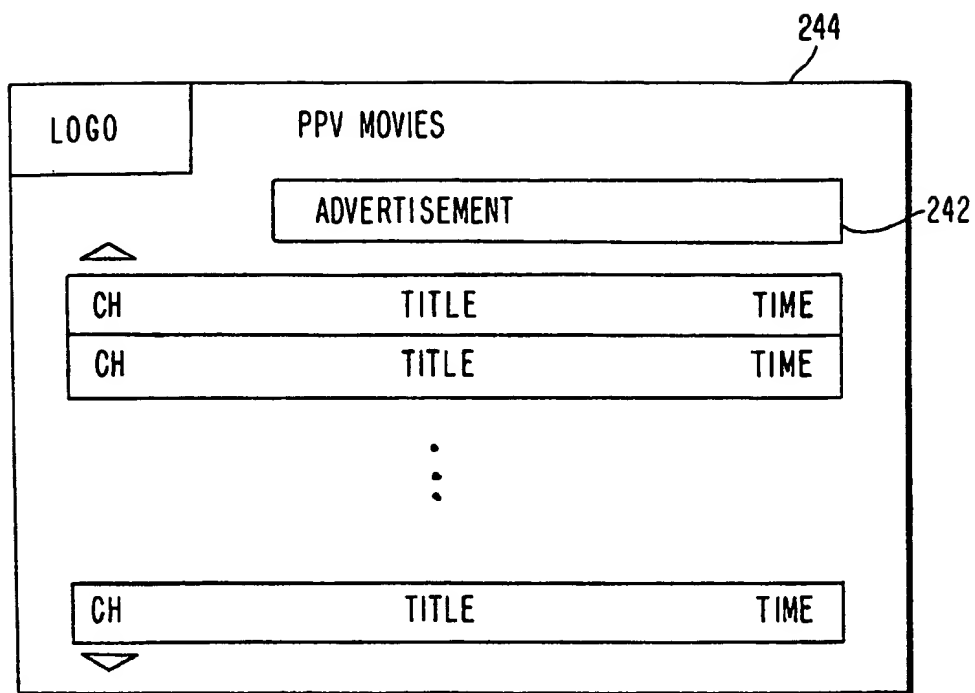 244
LOGO PPV MOVIES
ADVERTISEMENT
242
CH TITLE TIME
CH TITLE TIME
CH TITLE TIME